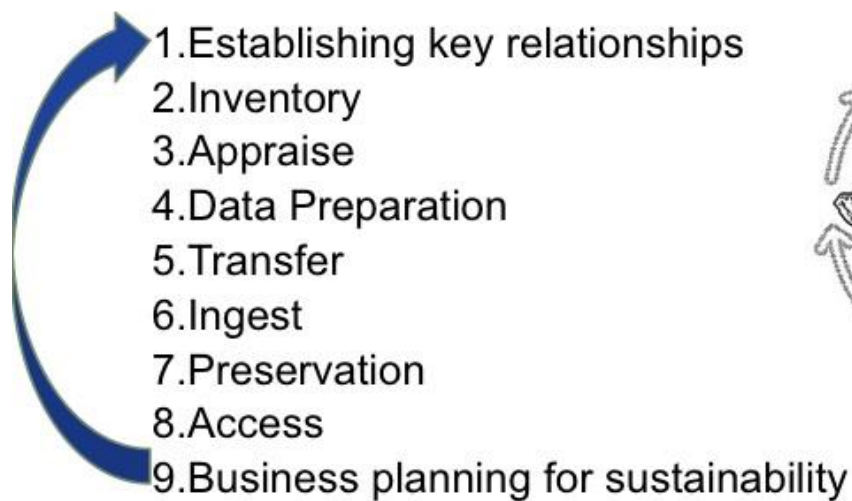 1.Establishing key relationships
2.Inventory
3.Appraise
4.Data Preparation
5.Transfer
6.Ingest
7.Preservation
8.Access
9.Business planning for sustainability